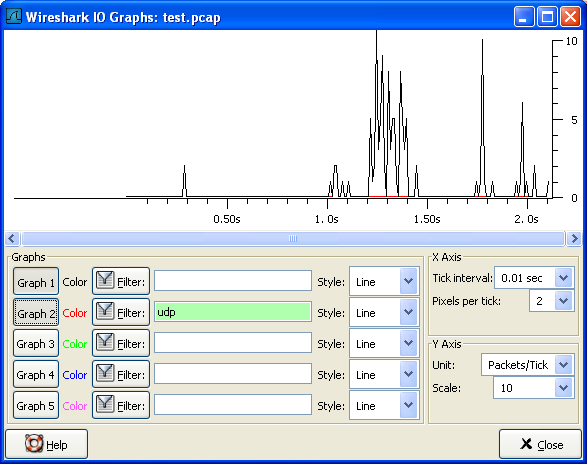 Wireshark IO Graphs: test.pcap
10
5
0
0.50s 1.0s 1.50s 2.0s
Graphs
Graph 1 Color Filter: Style: Line
Graph 2 Color Filter: udp Style: Line
Graph 3 Color Filter: Style: Line
Graph 4 Color Filter: Style: Line
Graph 5 Color Filter: Style: Line
X Axis
Tick interval: 0.01 sec
Pixels per tick: 2
Y Axis
Unit: Packets/Tick
Scale: 10
Help
Close